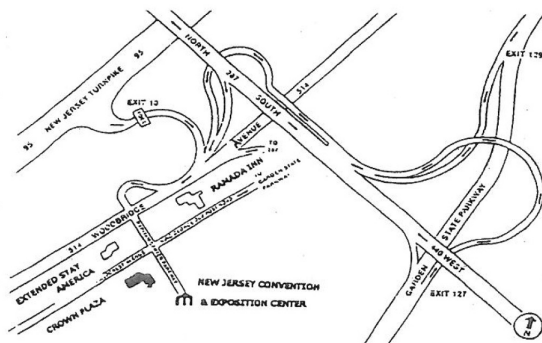 NORTH
287
SOUTH
95
NEW JERSEY TURNPIKE
95
EXIT 10
514
EXIT 129
AVENUE
TO
RAMADA INN
TO
GARDEN STATE
PARKWAY
WOODBRIDGE
514
STATE PARKWAY
GARDEN
440 WEST
EXTENDED STAY
AMERICA
CROWN PLAZA
NEW JERSEY CONVENTION
& EXPOSITION CENTER
EXIT 127
N